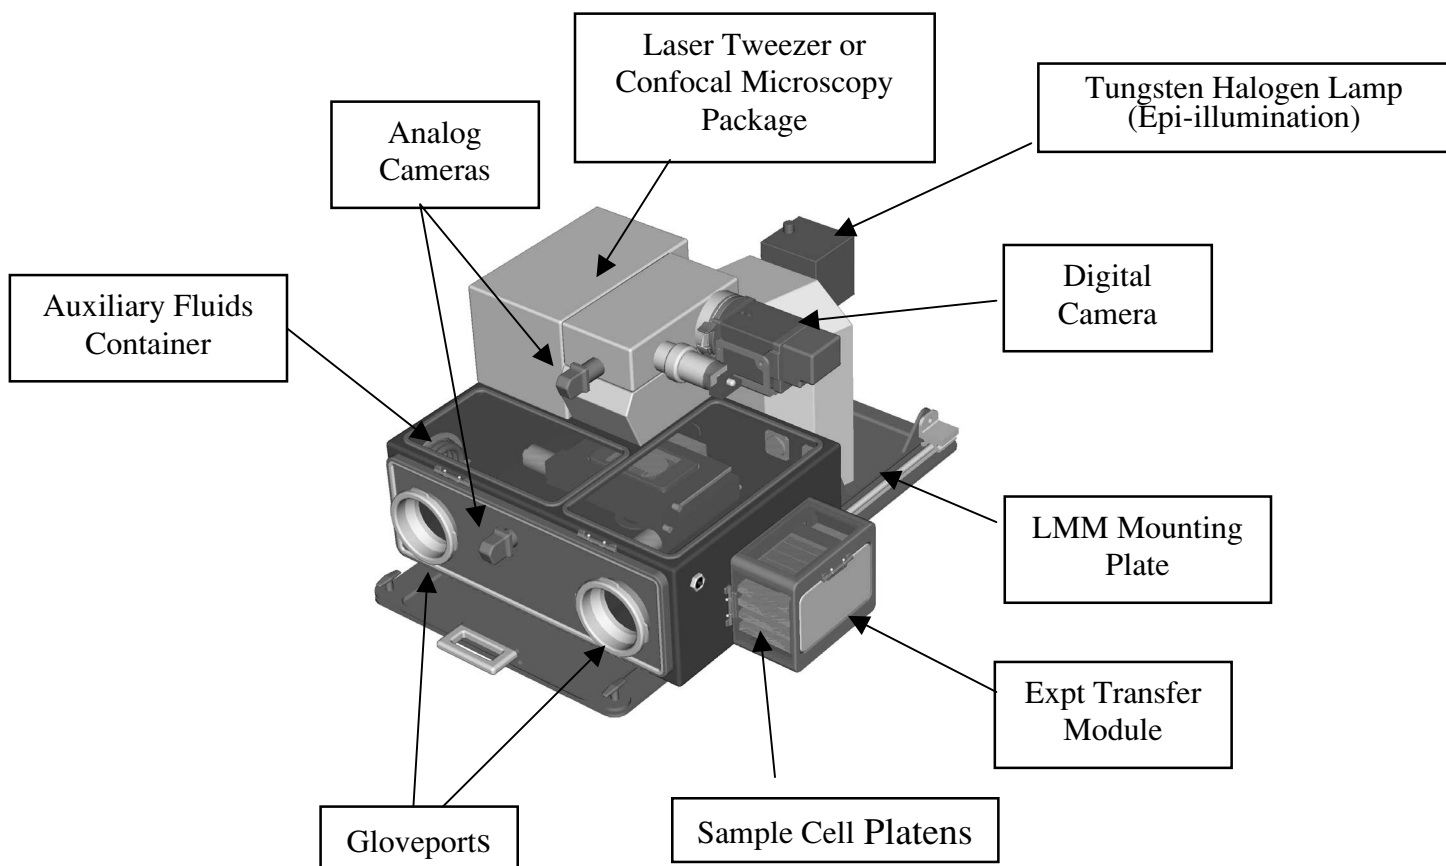 Laser Tweezer or
Confocal Microscopy
Package
Tungsten Halogen Lamp
(Epi-illumination)
Analog
Cameras
Digital
Camera
Auxiliary Fluids
Container
LMM Mounting
Plate
Expt Transfer
Module
Sample Cell Platens
Gloveports